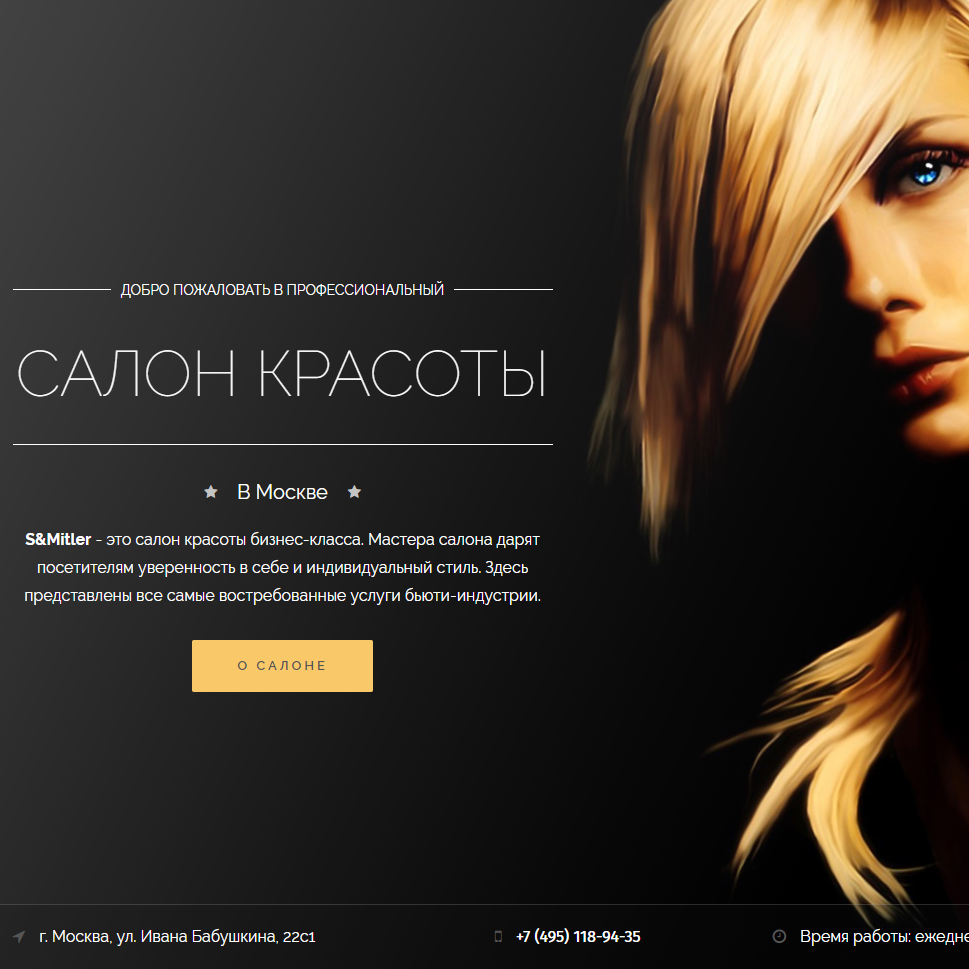 ДОБРО ПОЖАЛОВАТЬ В ПРОФЕССИОНАЛЬНЫЙ
САЛОН КРАСОТЫ
В Москве
S&Mitler - это салон красоты бизнес-класса. Мастера салона дарят
посетителям уверенность в себе и индивидуальный стиль. Здесь
представлены все самые востребованные услуги бьюти-индустрии.
О САЛОНЕ
г. Москва, ул. Ивана Бабушкина, 22с1
+7 (495) 118-94-35
Время работы: